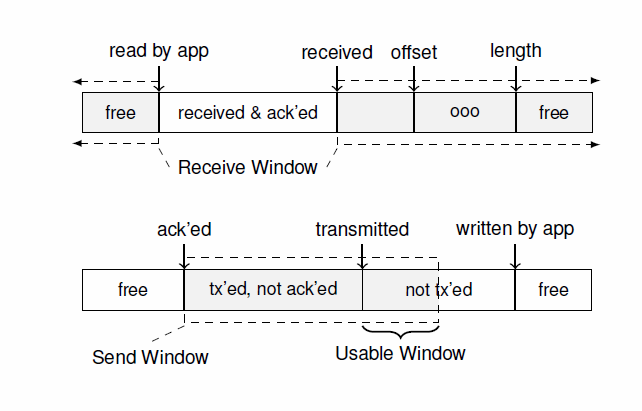 read by app received offset length
free received & ack'ed ooo free
Receive Window
ack'ed transmitted written by app
free tx'ed, not ack'ed not tx'ed free
Send Window Usable Window